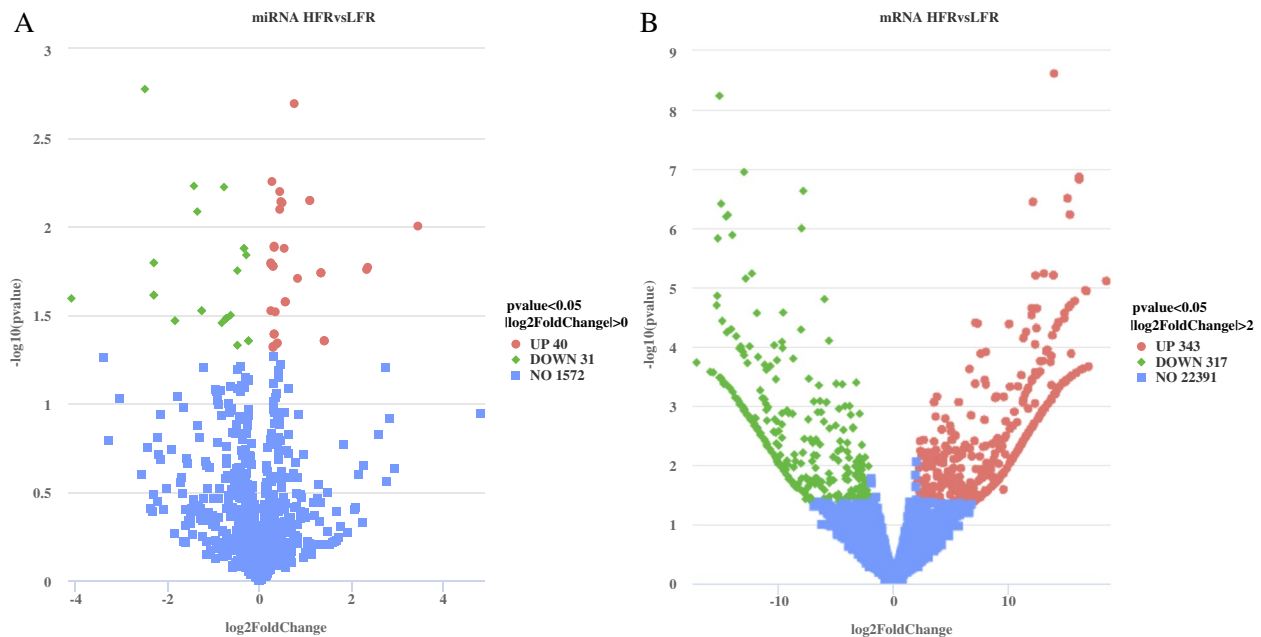 A
miRNA HFRvsLFR
3
2.5
2
1.5
1
0.5
0
-4
-2
0
2
4
-log10(pvalue)
log2FoldChange
pvalue<0.05
|log2FoldChange|>0
UP 40
DOWN 31
NO 1572
B
mRNA HFRvsLFR
9
8
7
6
5
4
3
2
1
0
-10
0
10
-log10(pvalue)
log2FoldChange
pvalue<0.05
|log2FoldChange|>2
UP 343
DOWN 317
NO 22391